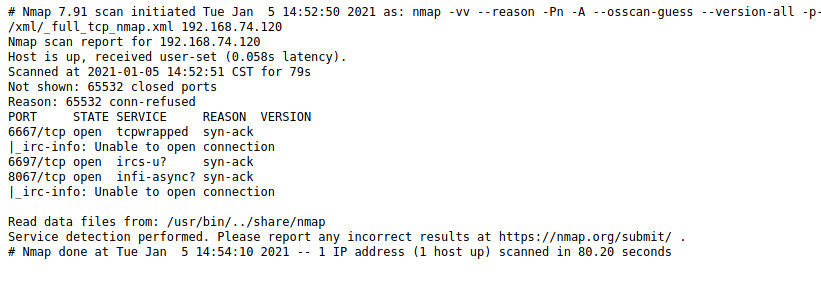 # Nmap 7.91 scan initiated Tue Jan  5 14:52:50 2021 as: nmap -vv --reason -Pn -A --osscan-guess --version-all -p-
/xml/_full_tcp_nmap.xml 192.168.74.120
Nmap scan report for 192.168.74.120
Host is up, received user-set (0.058s latency).
Scanned at 2021-01-05 14:52:51 CST for 79s
Not shown: 65532 closed ports
Reason: 65532 conn-refused
PORT     STATE SERVICE     REASON  VERSION
6667/tcp open  tcpwrapped  syn-ack
|_irc-info: Unable to open connection
6697/tcp open  ircs-u?     syn-ack
8067/tcp open  infi-async? syn-ack
|_irc-info: Unable to open connection

Read data files from: /usr/bin/../share/nmap
Service detection performed. Please report any incorrect results at https://nmap.org/submit/ .
# Nmap done at Tue Jan  5 14:54:10 2021 -- 1 IP address (1 host up) scanned in 80.20 seconds